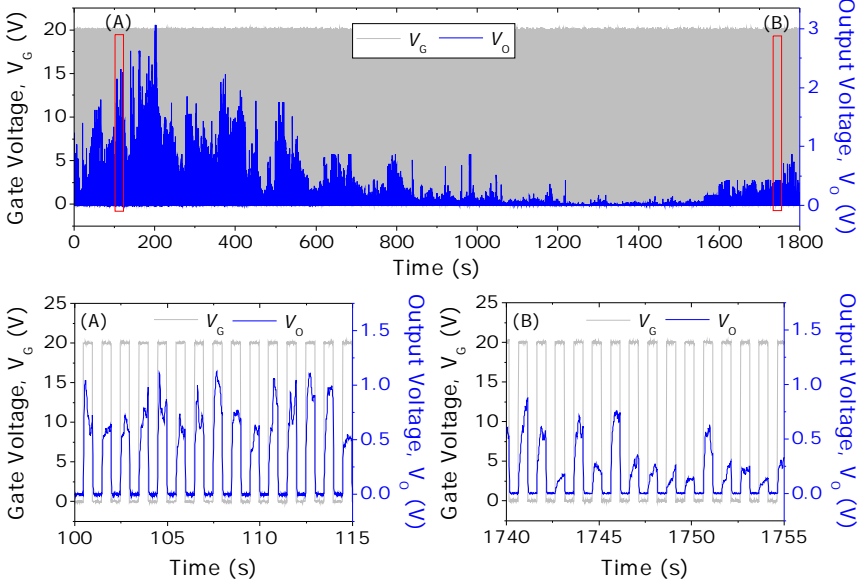 (A)
(B)
V_G
V_O
Gate Voltage, V_G (V)
20
15
10
5
0
Output Voltage, V_O (V)
3
2
1
0
0 200 400 600 800 1000 1200 1400 1600 1800
Time (s)
(A)
V_G
V_O
Gate Voltage, V_G (V)
25
20
15
10
5
0
Output Voltage, V_O (V)
1.5
1.0
0.5
0.0
100 105 110 115
Time (s)
(B)
V_G
V_O
Gate Voltage, V_G (V)
25
20
15
10
5
0
Output Voltage, V_O (V)
1.5
1.0
0.5
0.0
1740 1745 1750 1755
Time (s)